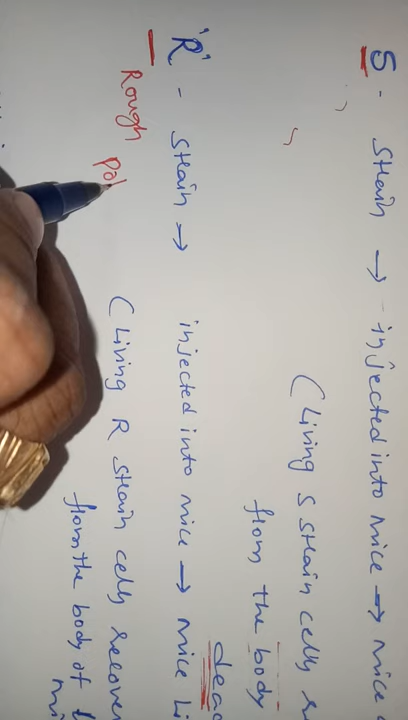 S - Strain → injected into mice → mice
(Living S strain cells
from the body
dead
'R' - Strain → injected into mice → mice
Rough
(Living R strain cells
from the body of